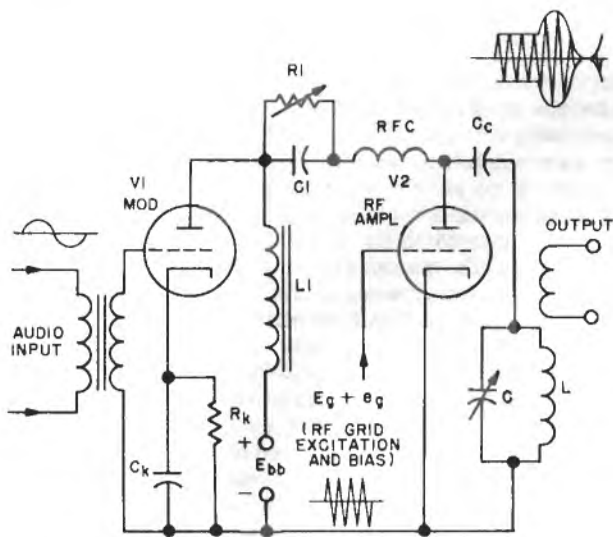 R1
RFC
Cc
C1
V2
V1
MOD
RF
AMPL
L1
OUTPUT
AUDIO
INPUT
Rk
Ck
+
Ebb
-
Eg + eg
(RF GRID
EXCITATION
AND BIAS)
C
L